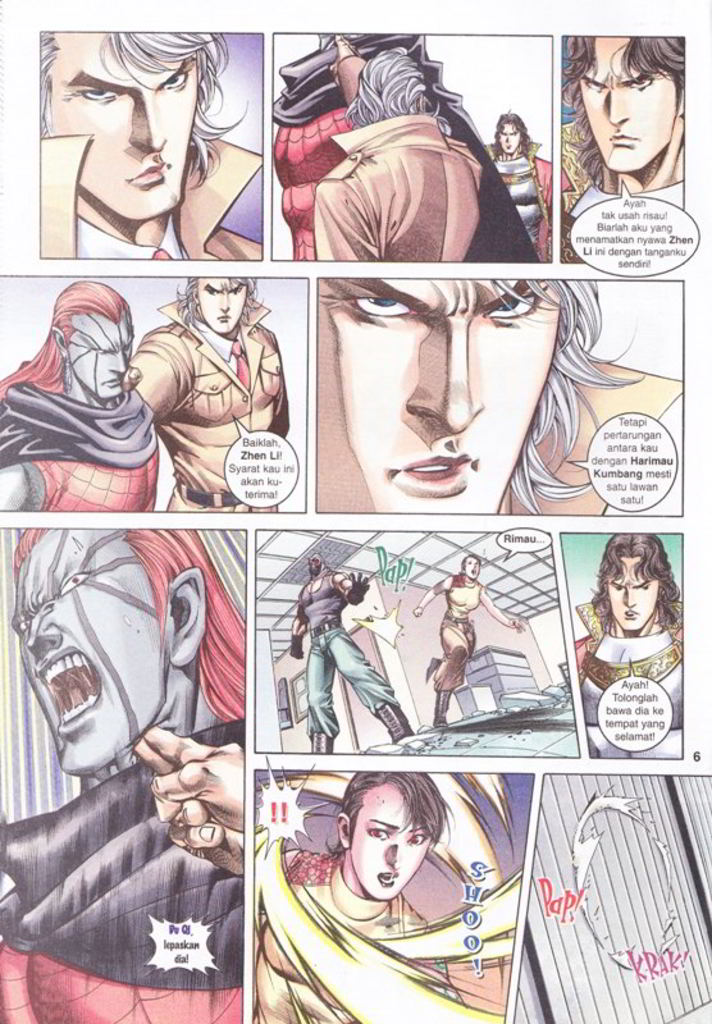 Ayah
tak usah risau!
Biarlah aku yang
menamatkan nyawa Zhen
Li ini dengan tanganku
sendiri!
Baiklah,
Zhen Li!
Syarat kau ini
akan ku-
terima!
Tetapi
pertarungan
antara kau
dengan Harimau
Kumbang mesti
satu lawan
satu!
Du Qi,
lepaskan
dia!
Pap!
Rimau...
Ayah!
Tolonglah
bawa dia ke
tempat yang
selamat!
6
!!
SHOO!
Pap!
KRAK!